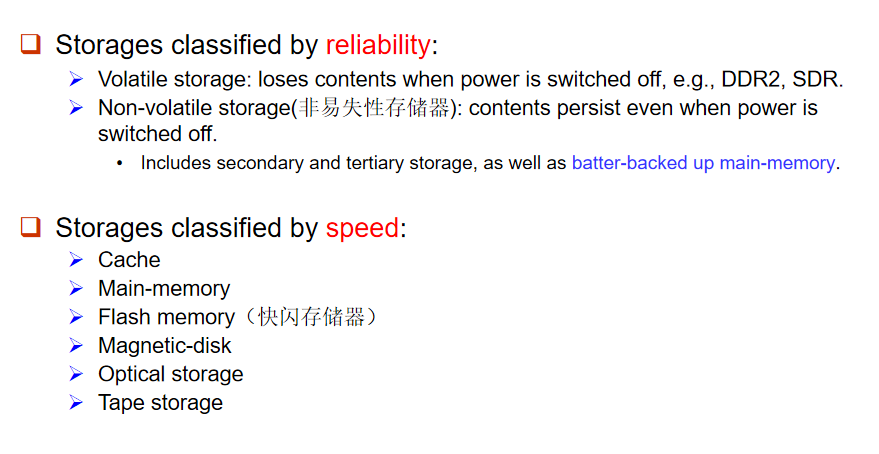 Storages classified by reliability:
Volatile storage: loses contents when power is switched off, e.g., DDR2, SDR.
Non-volatile storage(非易失性存储器): contents persist even when power is
switched off.
• Includes secondary and tertiary storage, as well as batter-backed up main-memory.
Storages classified by speed:
Cache
Main-memory
Flash memory（快闪存储器）
Magnetic-disk
Optical storage
Tape storage